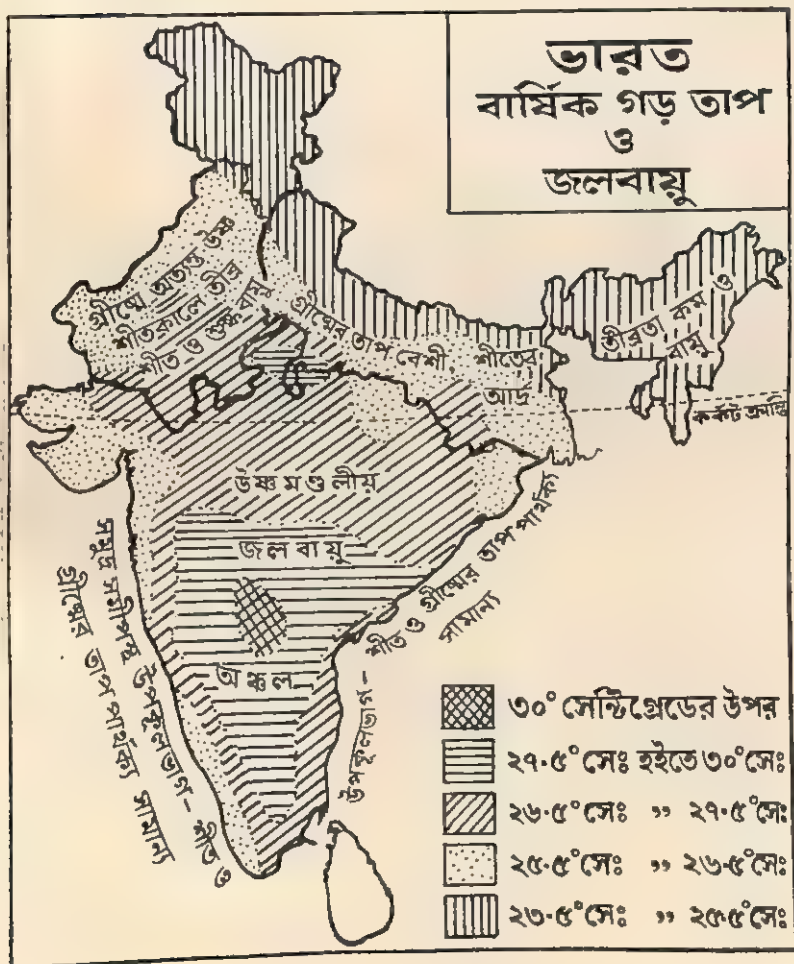 ভারত
বার্ষিক গড় তাপ
ও
জলবায়ু
গ্রীষ্মে অত্যন্ত উষ্ণ
শীতকালে তীব্র
শীত ও শুষ্ক
গ্রীষ্মের তাপ বেশী, শীতের
তীব্রতা কম ও
আর্দ্র
বায়ু
কর্কট ক্রান্তি
উষ্ণমণ্ডলীয়
জলবায়ু
অঞ্চল
সমুদ্র সমীপস্থ উপকূলভাগ - শীত ও
গ্রীষ্মের তাপ পার্থক্য সামান্য
উপকূলভাগ - শীত ও গ্রীষ্মের তাপ পার্থক্য
সামান্য
৩০° সেন্টিগ্রেডের উপর
২৭.৫° সেঃ হইতে ৩০° সেঃ
২৬.৫° সেঃ ,, ২৭.৫° সেঃ
২৫.৫° সেঃ ,, ২৬.৫° সেঃ
২৩.৫° সেঃ ,, ২৫.৫° সেঃ